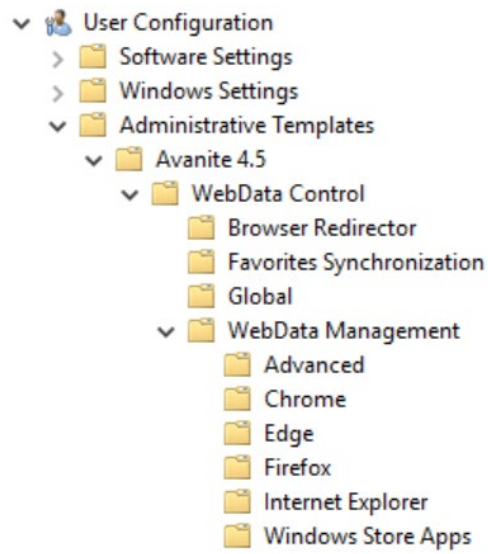 User Configuration
Software Settings
Windows Settings
Administrative Templates
Avanite 4.5
WebData Control
Browser Redirector
Favorites Synchronization
Global
WebData Management
Advanced
Chrome
Edge
Firefox
Internet Explorer
Windows Store Apps